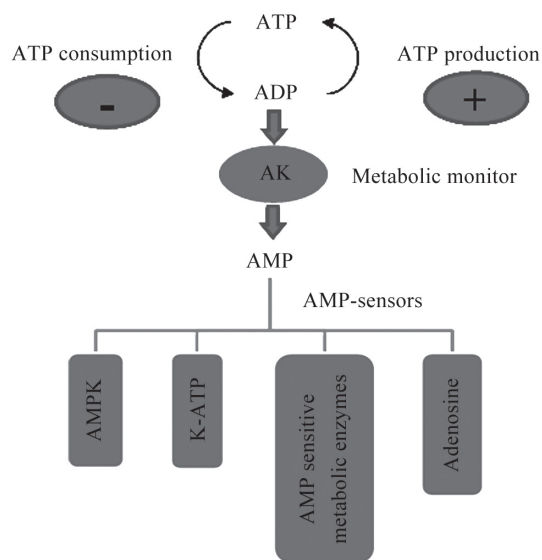 ATP
ATP consumption
ATP production
-
+
ADP
AK
Metabolic monitor
AMP
AMP-sensors
AMPK
K-ATP
AMP sensitive
metabolic enzymes
Adenosine